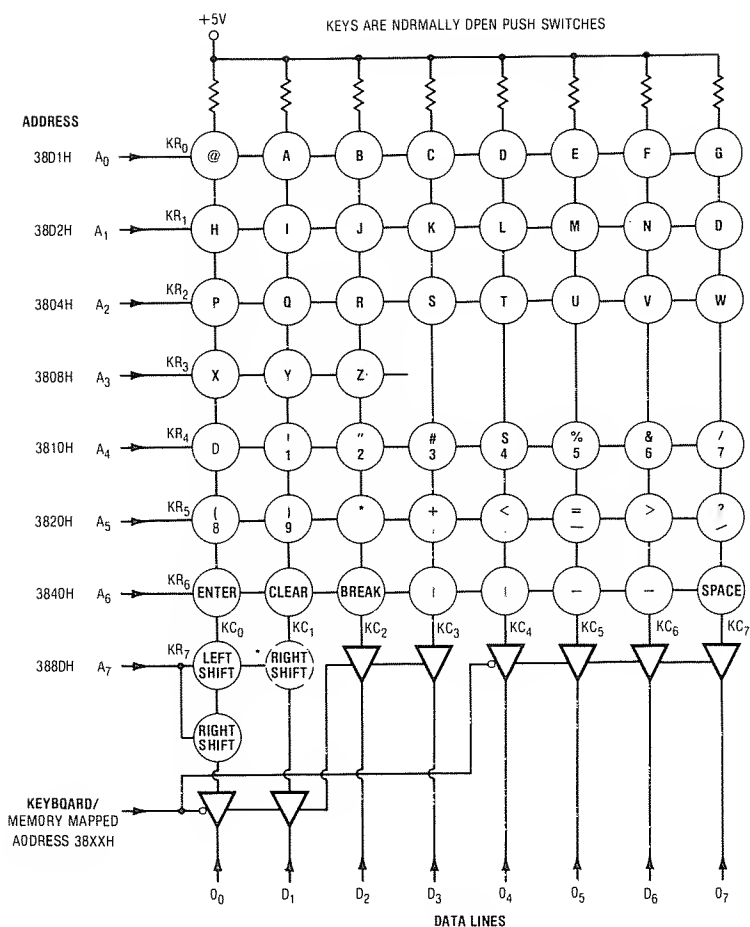 +5V
KEYS ARE NDRMALLY DPEN PUSH SWITCHES
ADDRESS
38D1H A0 KR0 @ A B C D E F G
38D2H A1 KR1 H I J K L M N D
3804H A2 KR2 P Q R S T U V W
3808H A3 KR3 X Y Z
3810H A4 KR4 D ! 1 " 2 # 3 S 4 % 5 & 6 / 7
3820H A5 KR5 ( 8 ) 9 * + , < . = — > ? /
3840H A6 KR6 ENTER CLEAR BREAK | | — — SPACE
KC0 KC1 KC2 KC3 KC4 KC5 KC6 KC7
388DH A7 KR7 LEFT SHIFT * RIGHT SHIFT
RIGHT SHIFT
KEYBOARD/
MEMORY MAPPED
AODRESS 38XXH
O0 D1 D2 D3 O4 O5 D6 O7
DATA LINES